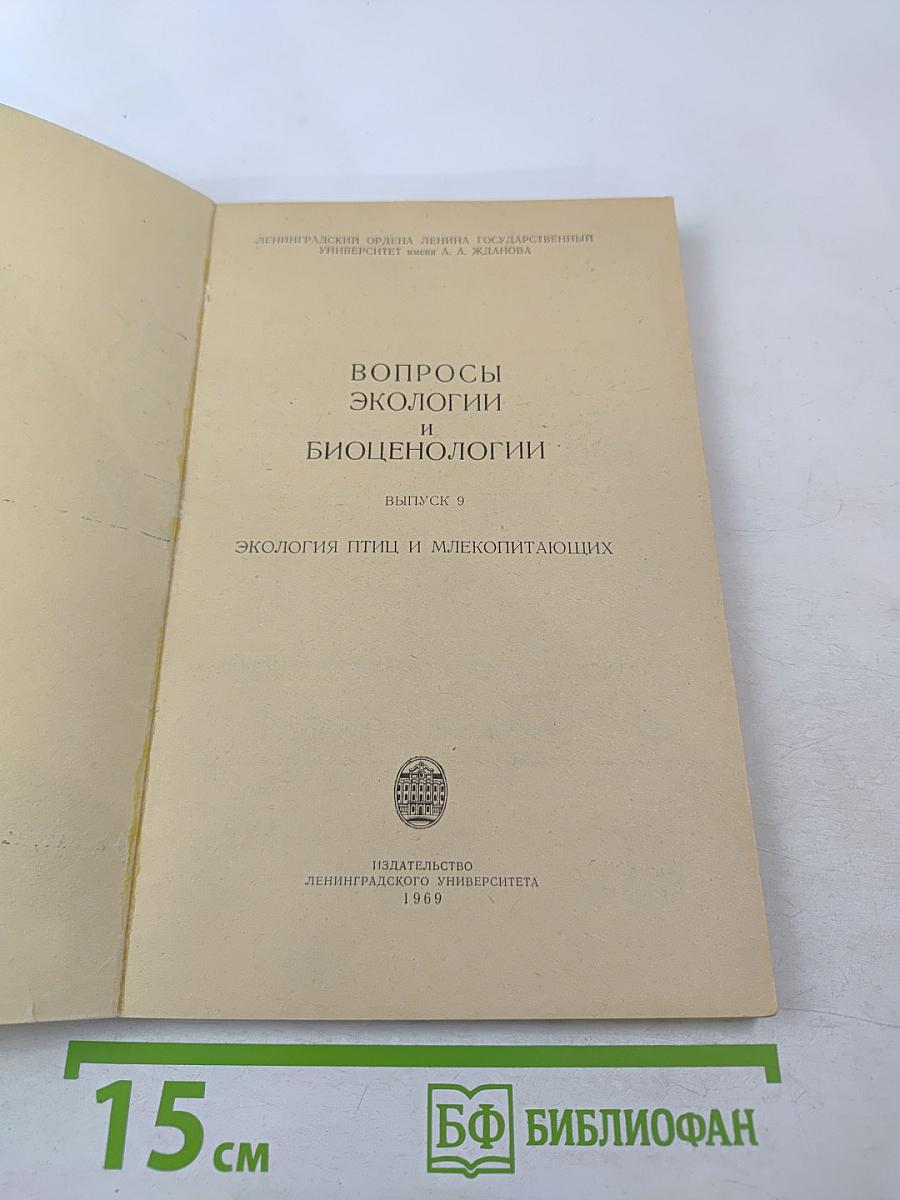 ЛЕНИНГРАДСКИЙ ОРДЕНА ЛЕНИНА ГОСУДАРСТВЕННЫЙ
УНИВЕРСИТЕТ имени А. А. ЖДАНОВА
ВОПРОСЫ
ЭКОЛОГИИ
и
БИОЦЕНОЛОГИИ
ВЫПУСК 9
ЭКОЛОГИЯ ПТИЦ И МЛЕКОПИТАЮЩИХ
ИЗДАТЕЛЬСТВО
ЛЕНИНГРАДСКОГО УНИВЕРСИТЕТА
1969
15 см
БФ БИБЛИОФАН